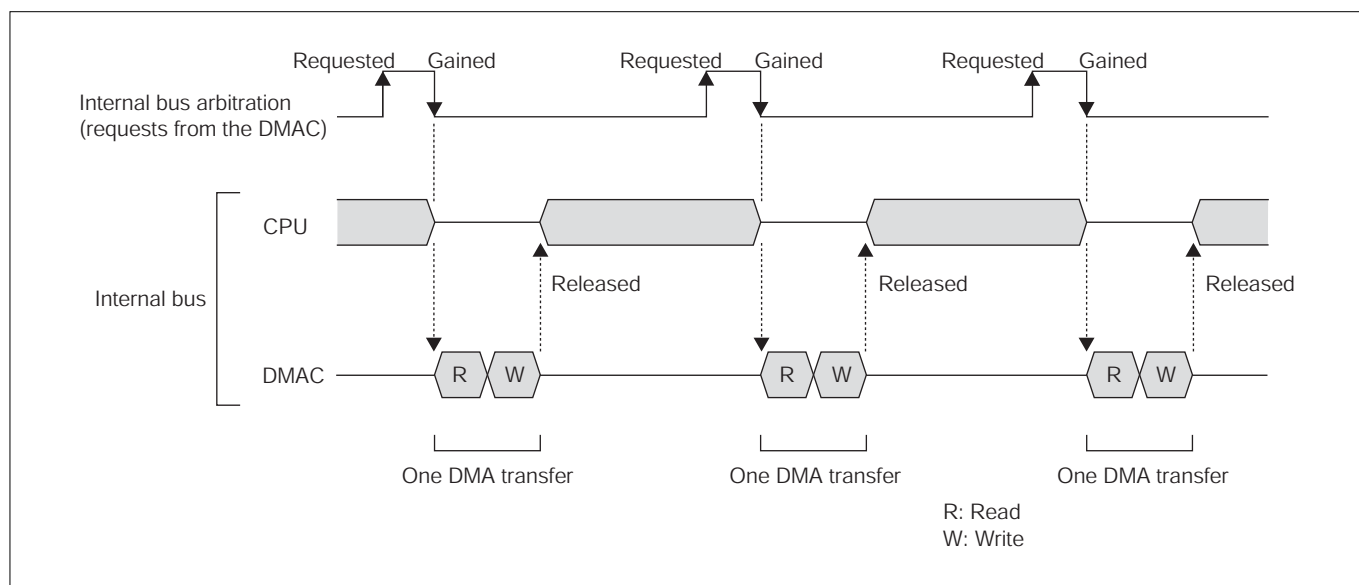 Requested Gained Requested Gained Requested Gained
Internal bus arbitration
(requests from the DMAC)
CPU
Released Released Released
Internal bus
DMAC R W R W R W
One DMA transfer One DMA transfer One DMA transfer
R: Read
W: Write